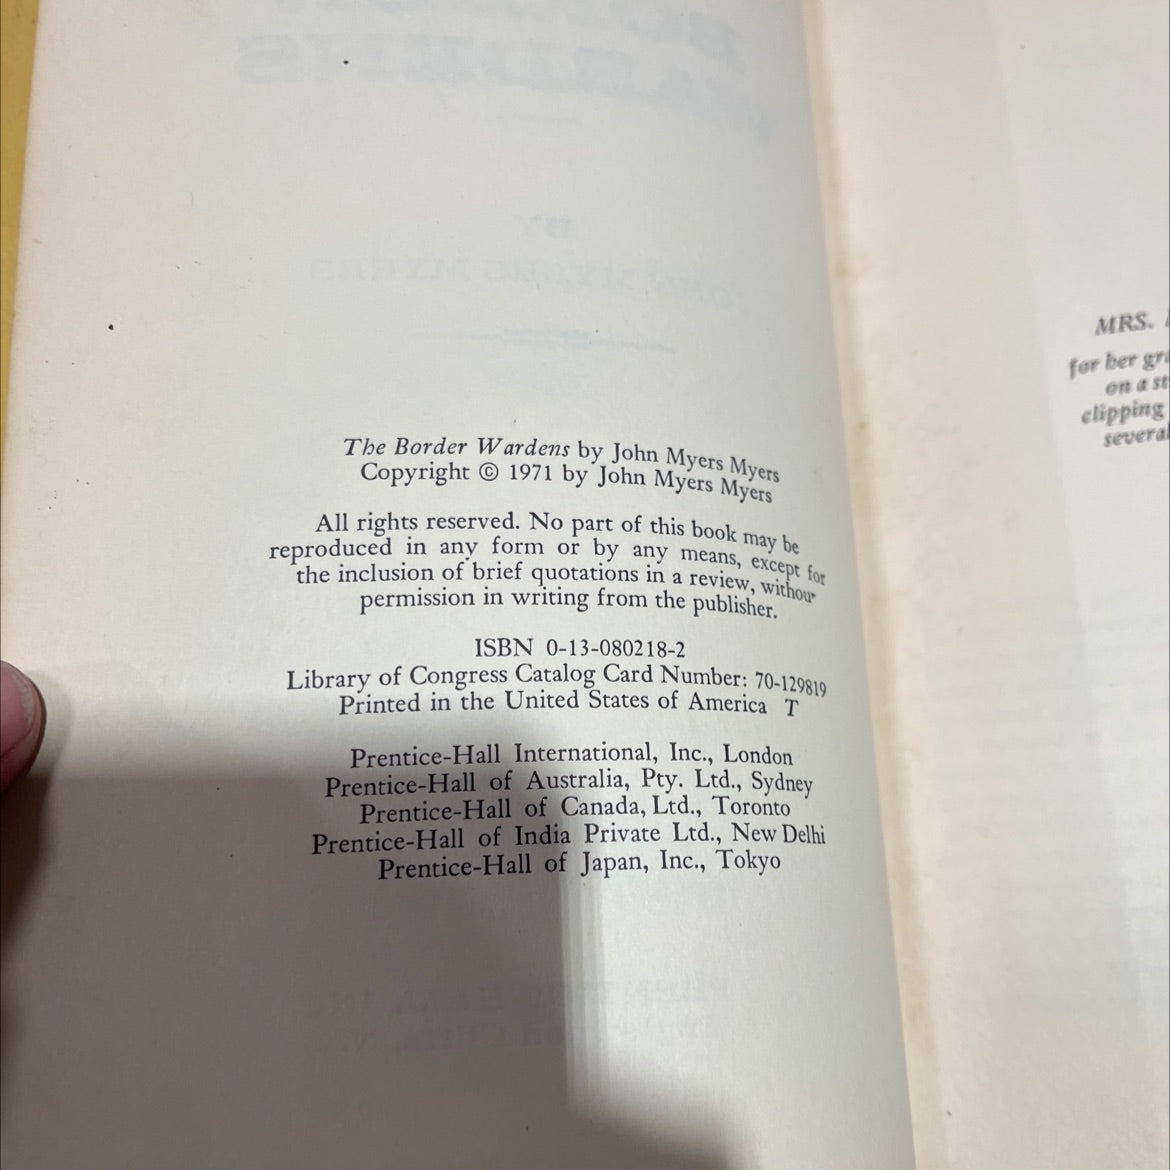 The Border Wardens by John Myers Myers
Copyright © 1971 by John Myers Myers
All rights reserved. No part of this book may be
reproduced in any form or by any means, except for
the inclusion of brief quotations in a review, without
permission in writing from the publisher.
ISBN 0-13-080218-2
Library of Congress Catalog Card Number: 70-129819
Printed in the United States of America T
Prentice-Hall International, Inc., London
Prentice-Hall of Australia, Pty. Ltd., Sydney
Prentice-Hall of Canada, Ltd., Toronto
Prentice-Hall of India Private Ltd., New Delhi
Prentice-Hall of Japan, Inc., Tokyo
MRS.
for her
on a
clipping
several